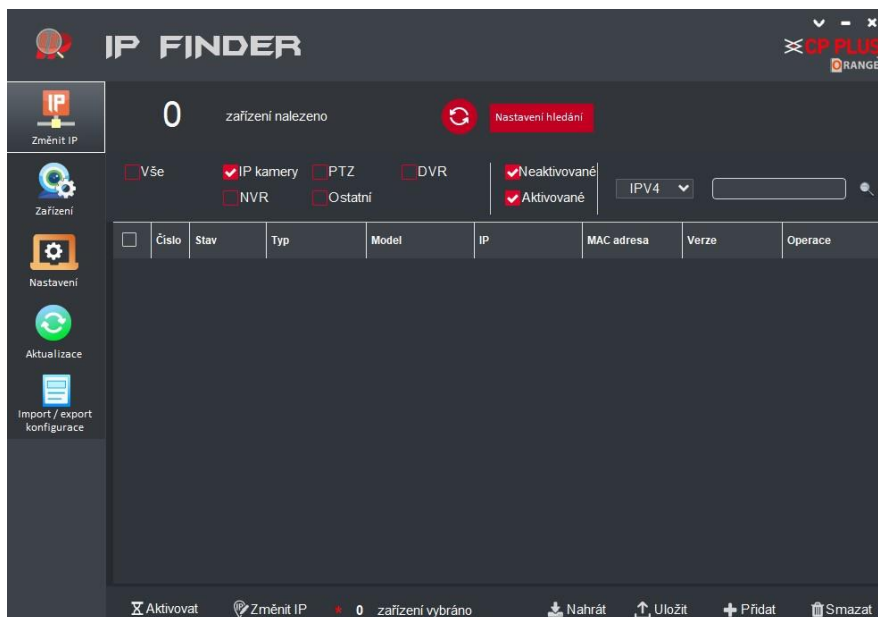 IP FINDER
CP PLUS
ORANGE
IP
Změnit IP
Zařízení
Nastavení
Aktualizace
Import / export
konfigurace
0 zařízení nalezeno
Nastavení hledání
Vše IP kamery PTZ DVR Neaktivované
NVR Ostatní Aktivované
IPV4
Číslo Stav Typ Model IP MAC adresa Verze Operace
Aktivovat Změnit IP * 0 zařízení vybráno Nahrát Uložit Přidat Smazat